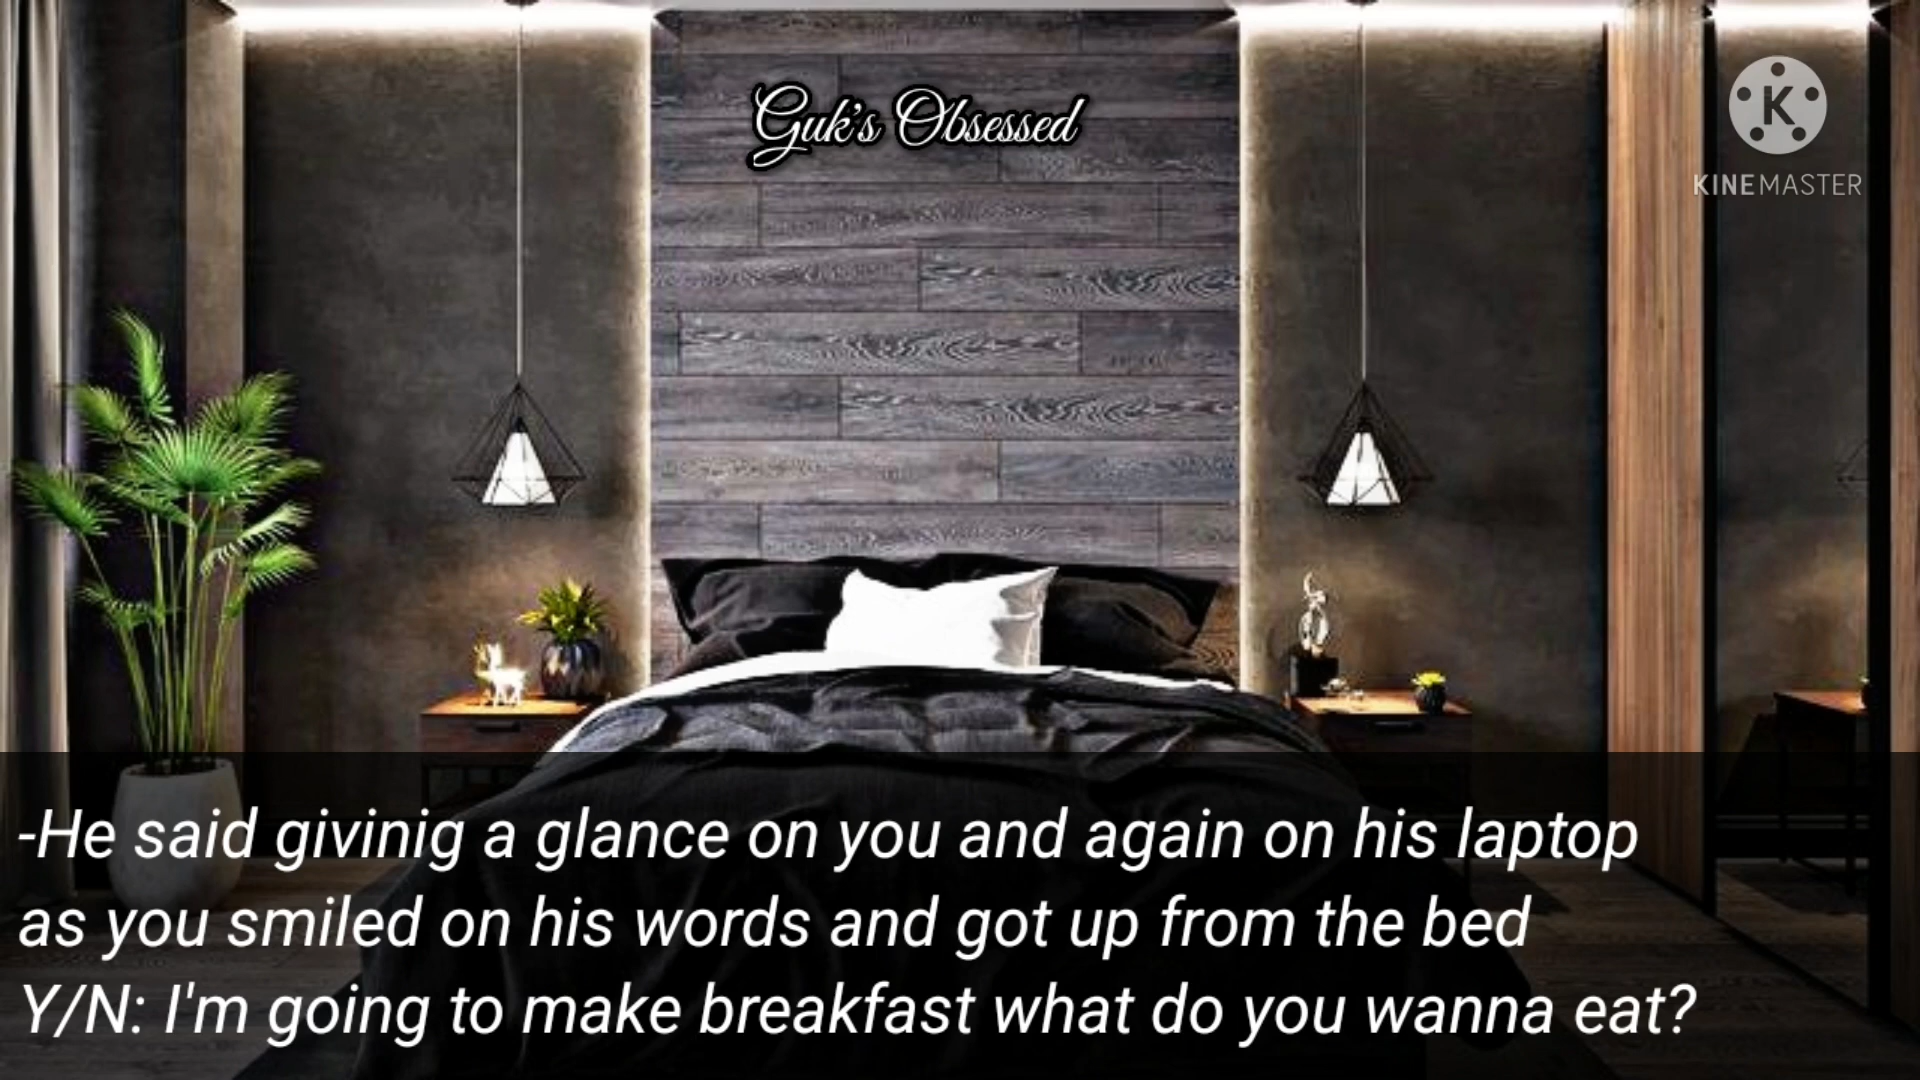 Guk's Obsessed
K
KINEMASTER
-He said givinig a glance on you and again on his laptop
as you smiled on his words and got up from the bed
Y/N: I'm going to make breakfast what do you wanna eat?